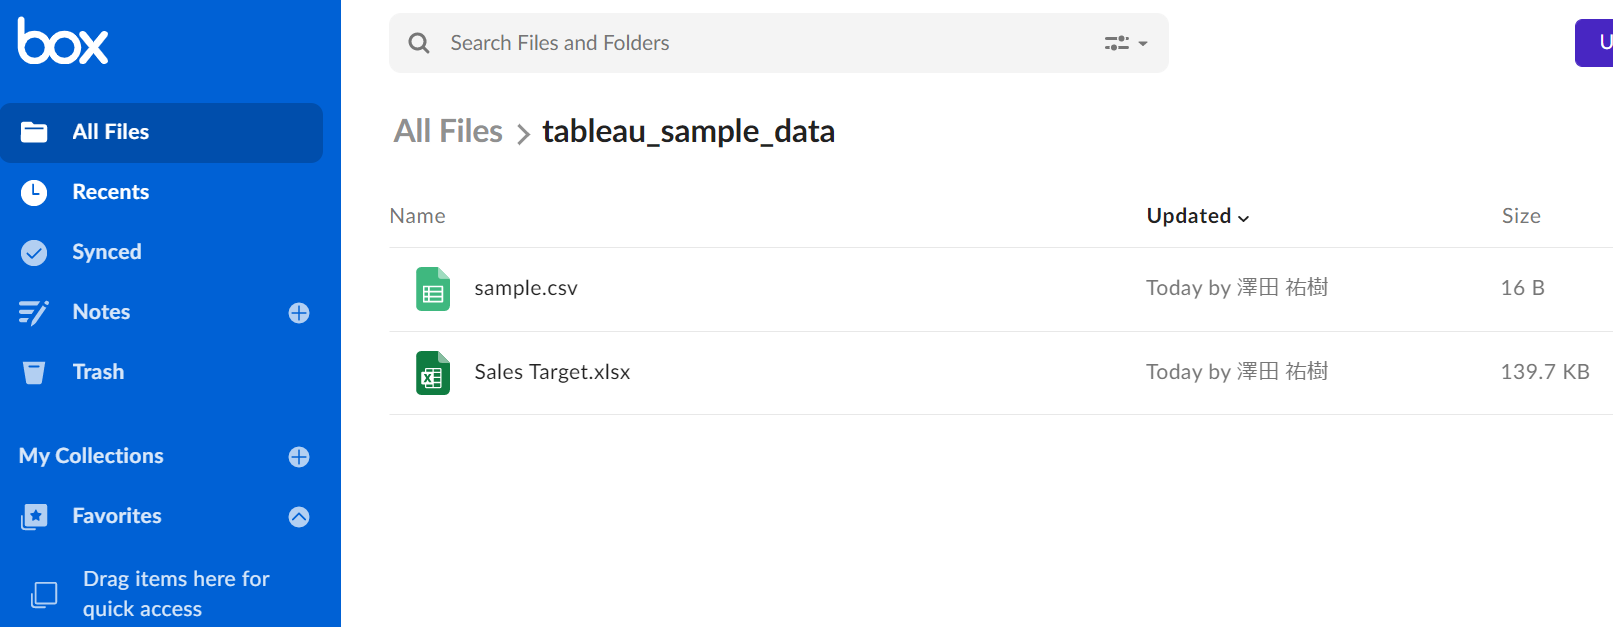 box
Search Files and Folders
U
All Files
Recents
Synced
Notes
Trash
My Collections
Favorites
Drag items here for
quick access
All Files > tableau_sample_data
Name Updated Size
sample.csv Today by 澤田 祐樹 16 B
Sales Target.xlsx Today by 澤田 祐樹 139.7 KB